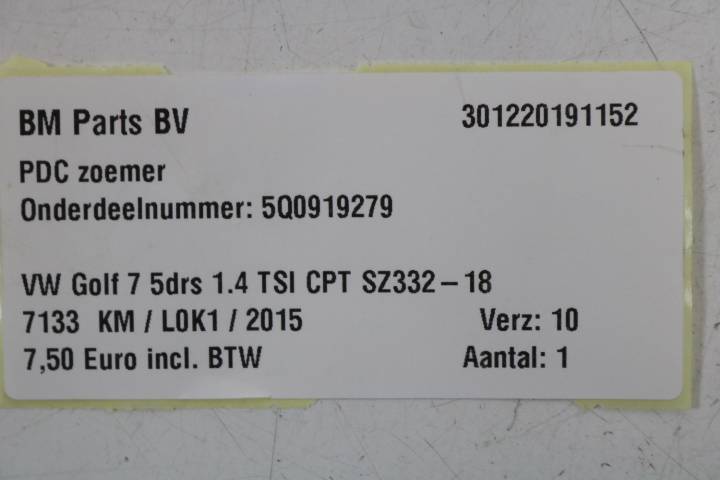 BM Parts BV 301220191152
PDC zoemer
Onderdeelnummer: 5Q0919279
VW Golf 7 5drs 1.4 TSI CPT SZ332-18
7133 KM / L0K1 / 2015 Verz: 10
7,50 Euro incl. BTW Aantal: 1